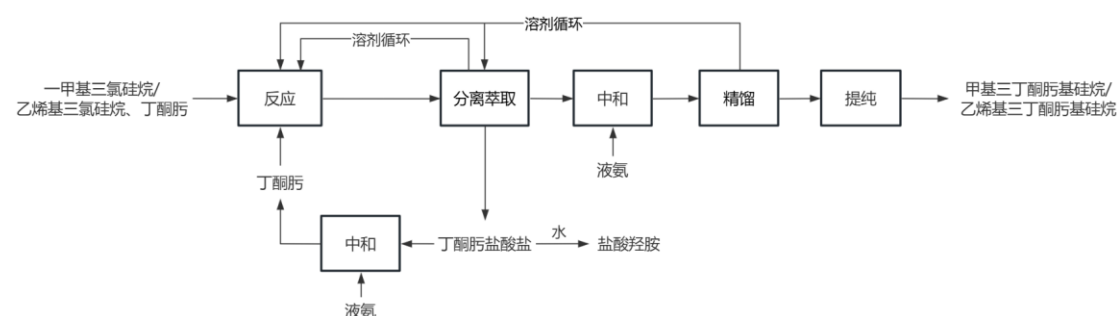 溶剂循环
溶剂循环
一甲基三氯硅烷/
乙烯基三氯硅烷、丁酮肟
反应
分离萃取
中和
精馏
提纯
甲基三丁酮肟基硅烷/
乙烯基三丁酮肟基硅烷
液氨
丁酮肟
中和
丁酮肟盐酸盐
水
盐酸羟胺
液氨